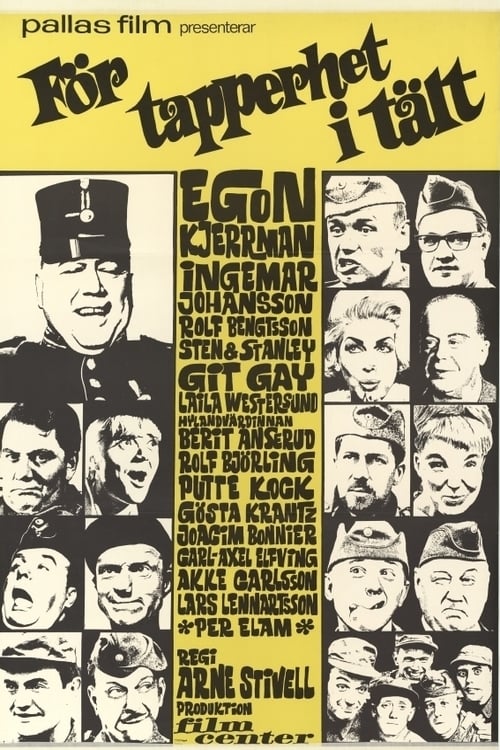 pallas film presenterar
För
tapperhet
i tält
EGON
KJERRMAN
INGEMAR
JOHANSSON
ROLF BENGTSSON
STEN & STANLEY
GIT GAY
LAILA WESTERSUND
HYLANDVÄRDINNAN
BERIT ANSERUD
ROLF BJÖRLING
PUTTE KOCK
GÖSTA KRANTZ
JOACIM BONNIER
CARL-AXEL ELFVING
ÅKKE CARLSSON
LARS LENNARTSSON
*PER ELAM*
REGI
ARNE STIVELL
PRODUKTION
film
center